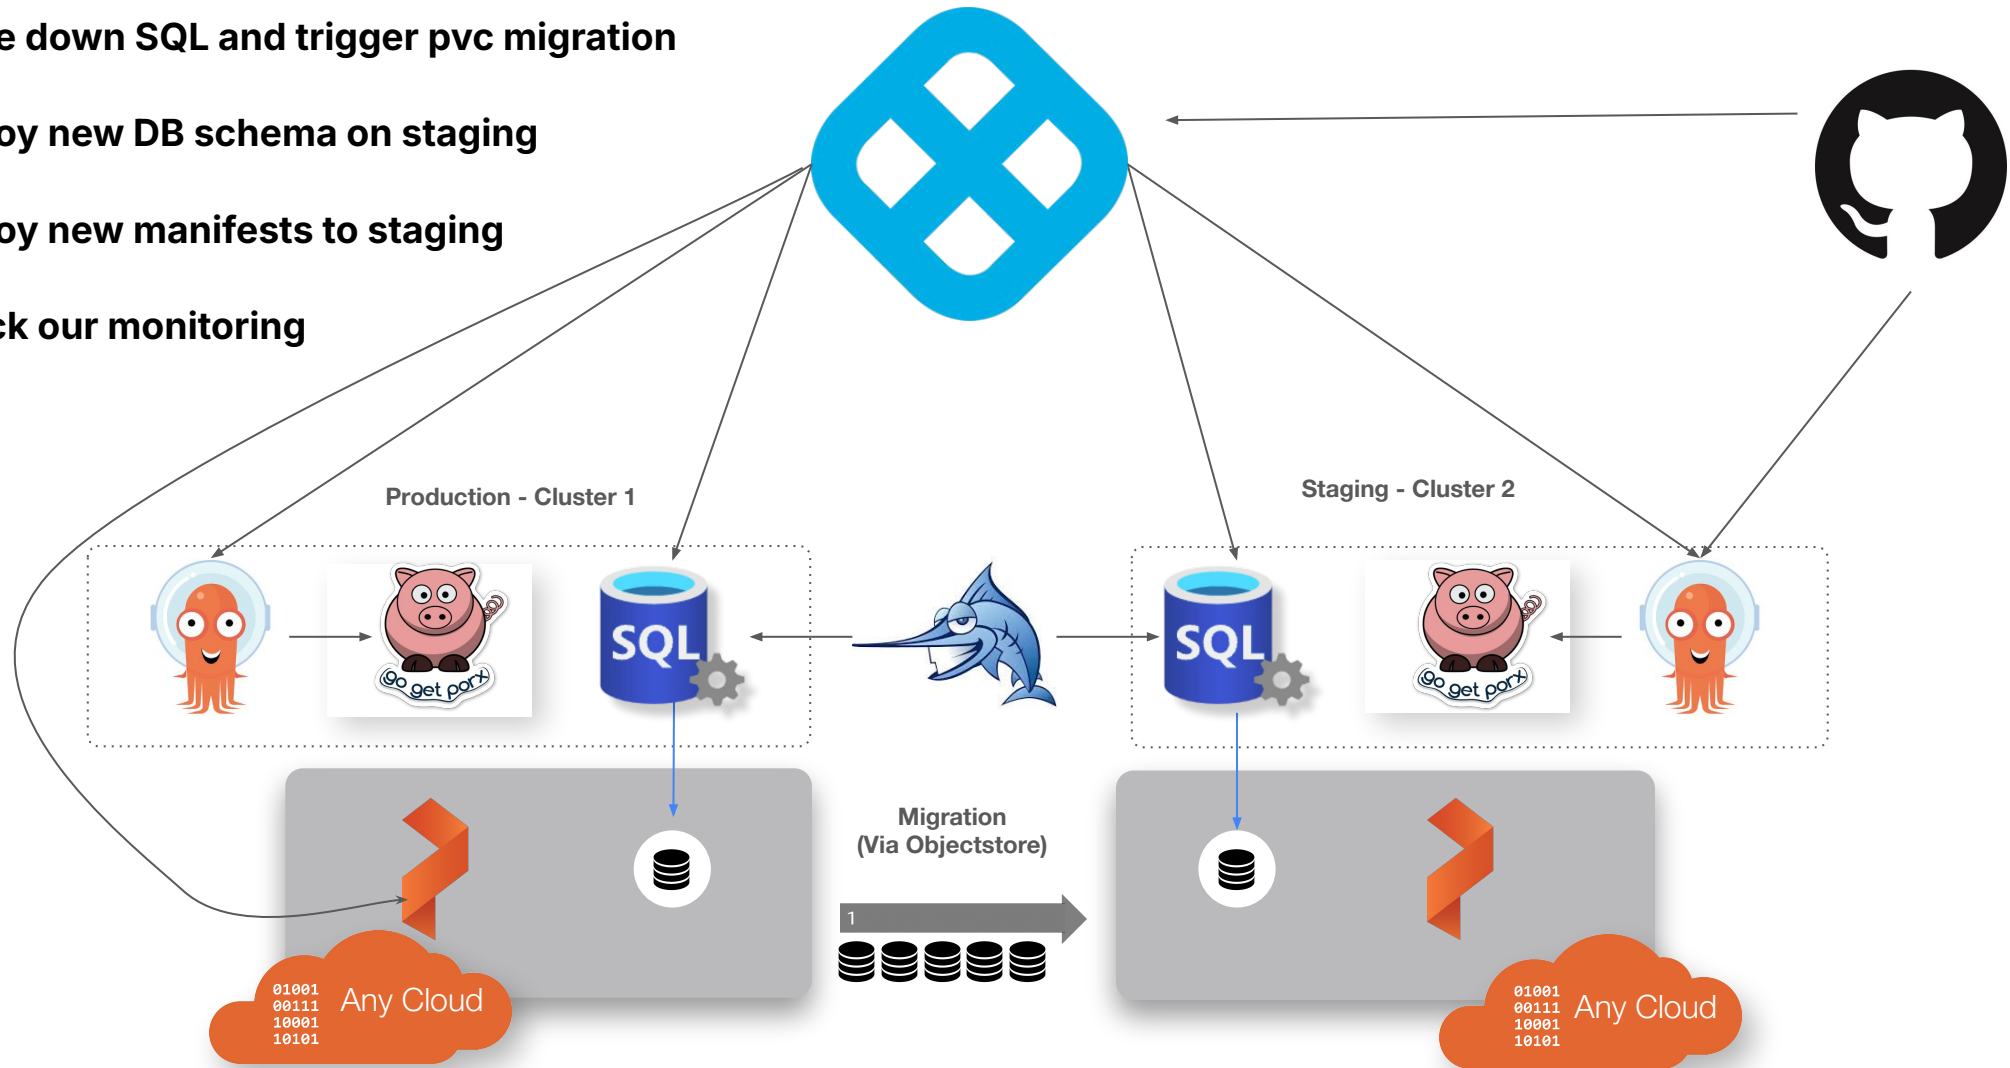 e down SQL and trigger pvc migration
oy new DB schema on staging
oy new manifests to staging
ck our monitoring
Production - Cluster 1
Staging - Cluster 2
SQL
SQL
go get porx
go get porx
Migration
(Via Objectstore)
1
01001
00111
10001
10101
Any Cloud
01001
00111
10001
10101
Any Cloud